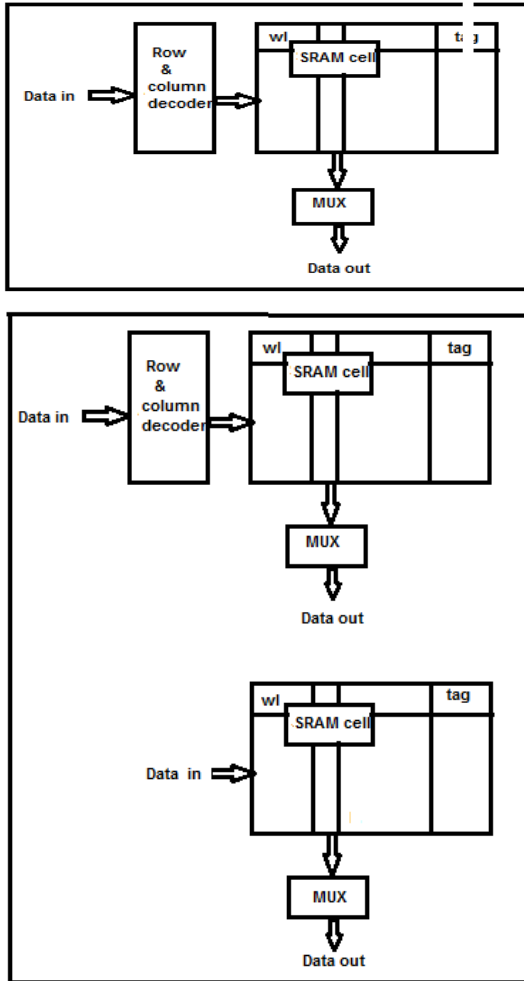 Row
&
column
decoder
Data in
wl
tag
SRAM cell
MUX
Data out
Row
&
column
decoder
Data in
wl
tag
SRAM cell
MUX
Data out
wl
tag
SRAM cell
Data in
MUX
Data out